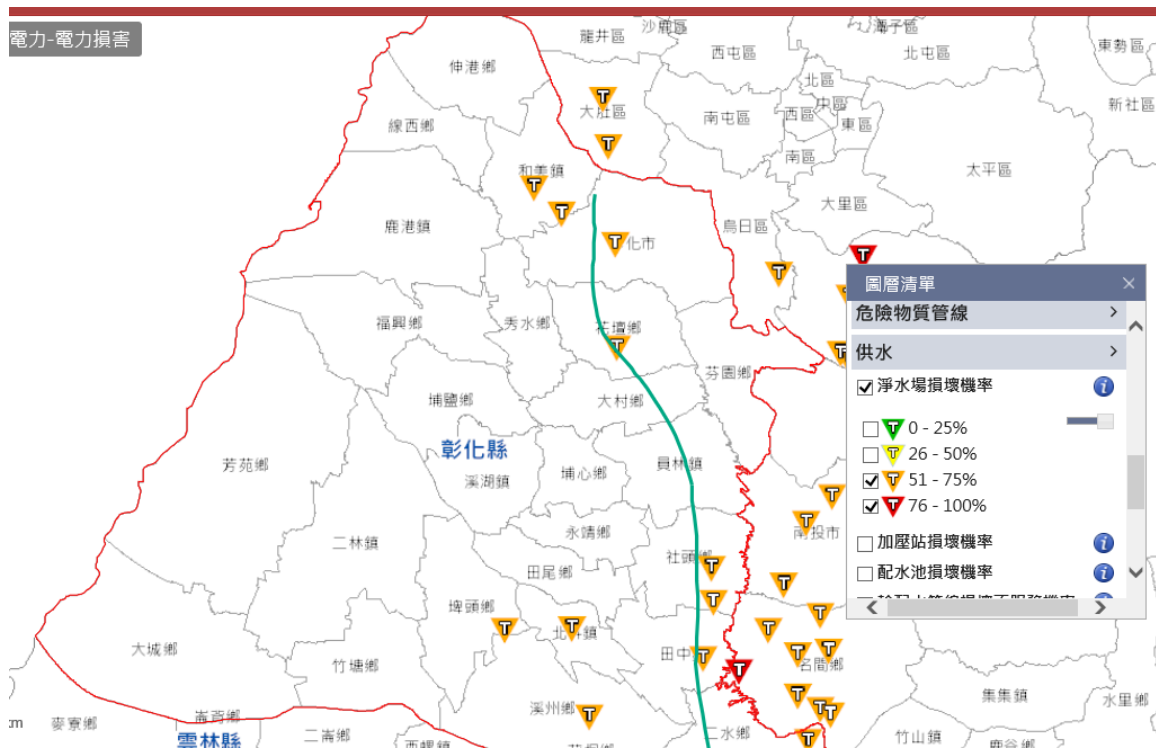 電力-電力損害
龍井區
沙鹿區
潭子區
北屯區
東勢區
西屯區
伸港鄉
北區
新社區
大肚區
南屯區
西區
中區
東區
線西鄉
南區
和美鎮
太平區
大里區
鹿港鎮
烏日區
化市
圖層清單
危險物質管線
供水
淨水場損壞機率
0 - 25%
26 - 50%
51 - 75%
76 - 100%
加壓站損壞機率
配水池損壞機率
福興鄉
秀水鄉
花壇鄉
芬園鄉
埔鹽鄉
大村鄉
彰化縣
芳苑鄉
溪湖鎮
埔心鄉
員林鎮
永靖鄉
南投市
二林鎮
社頭鄉
田尾鄉
埤頭鄉
北斗鎮
大城鄉
竹塘鄉
田中
名間鄉
集集鎮
水里鄉
溪州鄉
km
麥寮鄉
崙背鄉
雲林縣
二崙鄉
西螺鎮
二水鄉
竹山鎮
鹿谷鄉